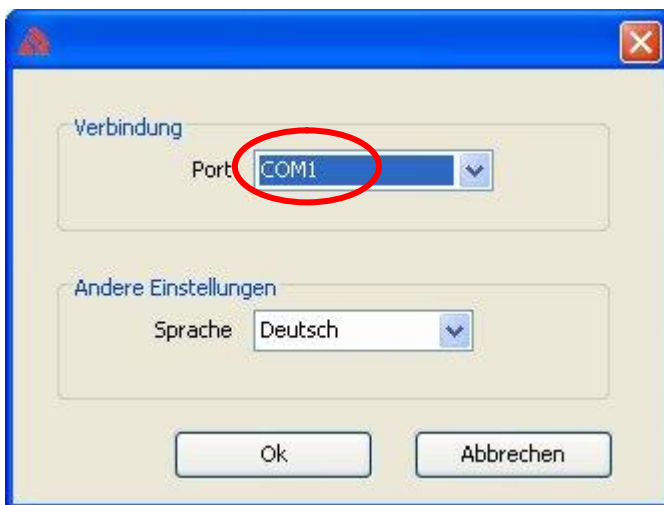 Verbindung
Port COM1
Andere Einstellungen
Sprache Deutsch
Ok Abbrechen